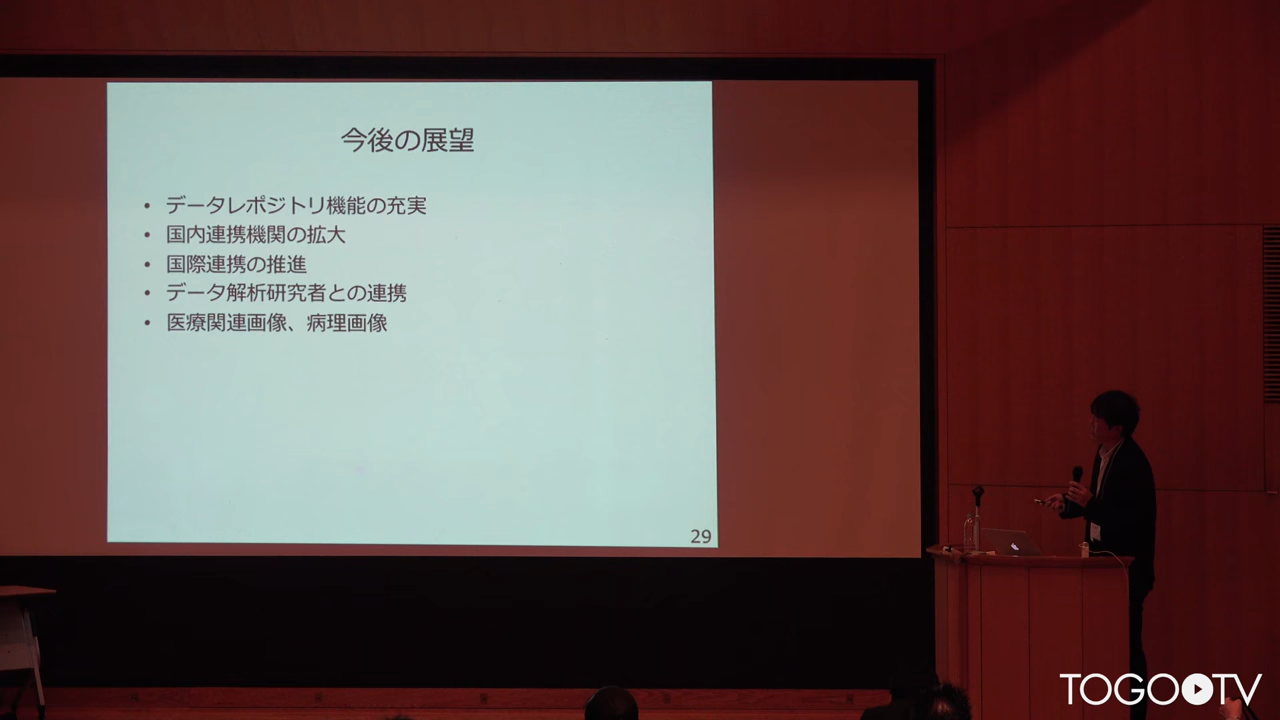 今後の展望
• データレポジトリ機能の充実
• 国内連携機関の拡大
• 国際連携の推進
• データ解析研究者との連携
• 医療関連画像、病理画像
29
TOGOTV